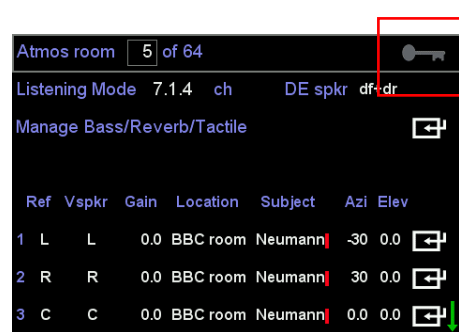 Atmos room 5 of 64
Listening Mode 7.1.4 ch DE spkr df+dr
Manage Bass/Reverb/Tactile
Ref Vspkr Gain Location Subject Azi Elev
1 L L 0.0 BBC room Neumann -30 0.0
2 R R 0.0 BBC room Neumann 30 0.0
3 C C 0.0 BBC room Neumann 0.0 0.0